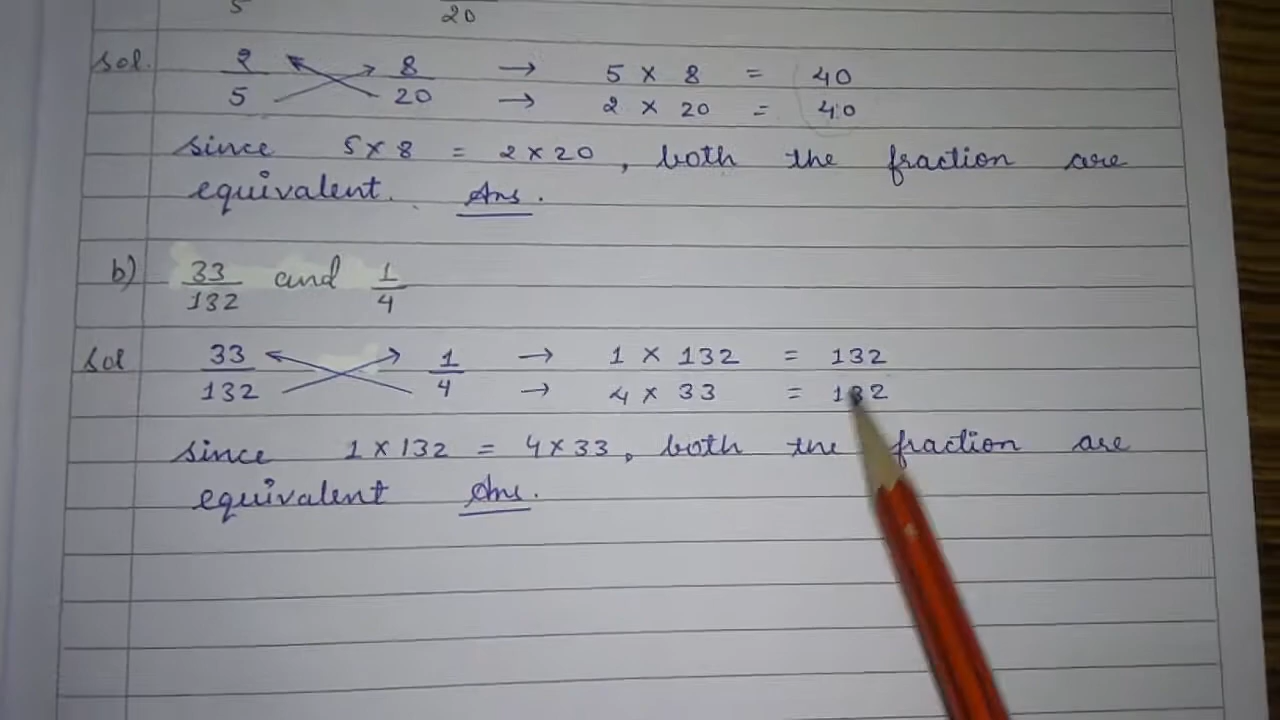 5 20
sol. 2/5 8/20 → 5 × 8 = 40
→ 2 × 20 = 40
since 5 × 8 = 2 × 20 , both the fraction are
equivalent. Ans.
b) 33/132 and 1/4
Sol 33/132 1/4 → 1 × 132 = 132
→ 4 × 33 = 132
since 1 × 132 = 4 × 33, both the fraction are
equivalent Ans.